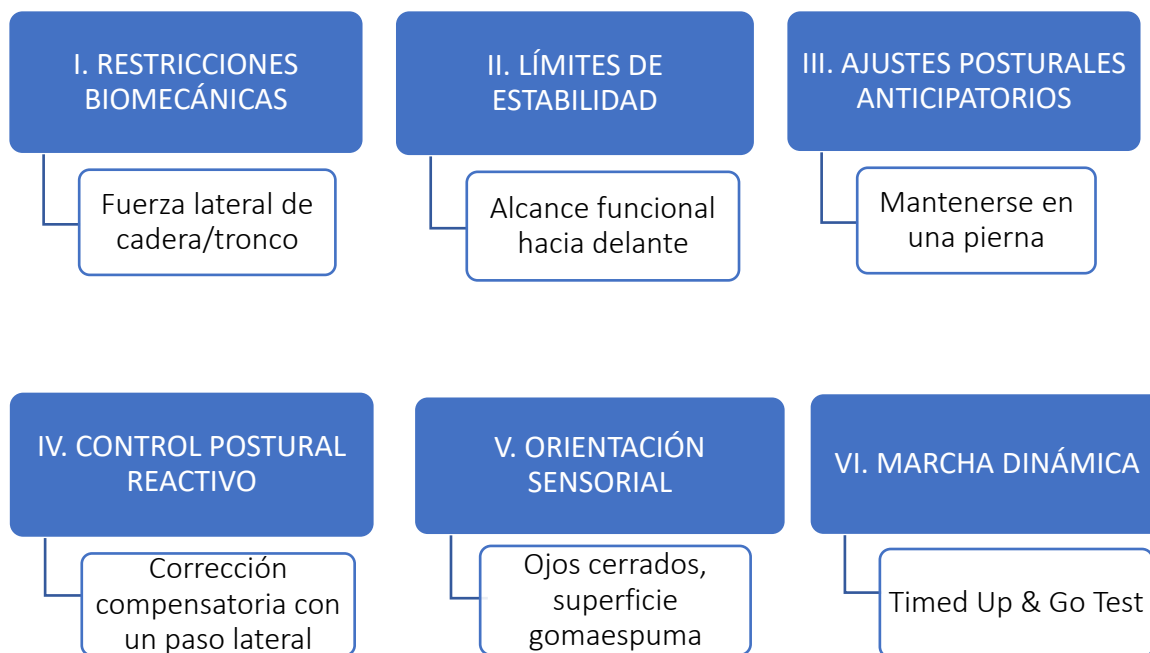 I. RESTRICCIONES
BIOMECÁNICAS
Fuerza lateral de
cadera/tronco
II. LÍMITES DE
ESTABILIDAD
Alcance funcional
hacia delante
III. AJUSTES POSTURALES
ANTICIPATORIOS
Mantenerse en
una pierna
IV. CONTROL POSTURAL
REACTIVO
Corrección
compensatoria con
un paso lateral
V. ORIENTACIÓN
SENSORIAL
Ojos cerrados,
superficie
gomaespuma
VI. MARCHA DINÁMICA
Timed Up & Go Test